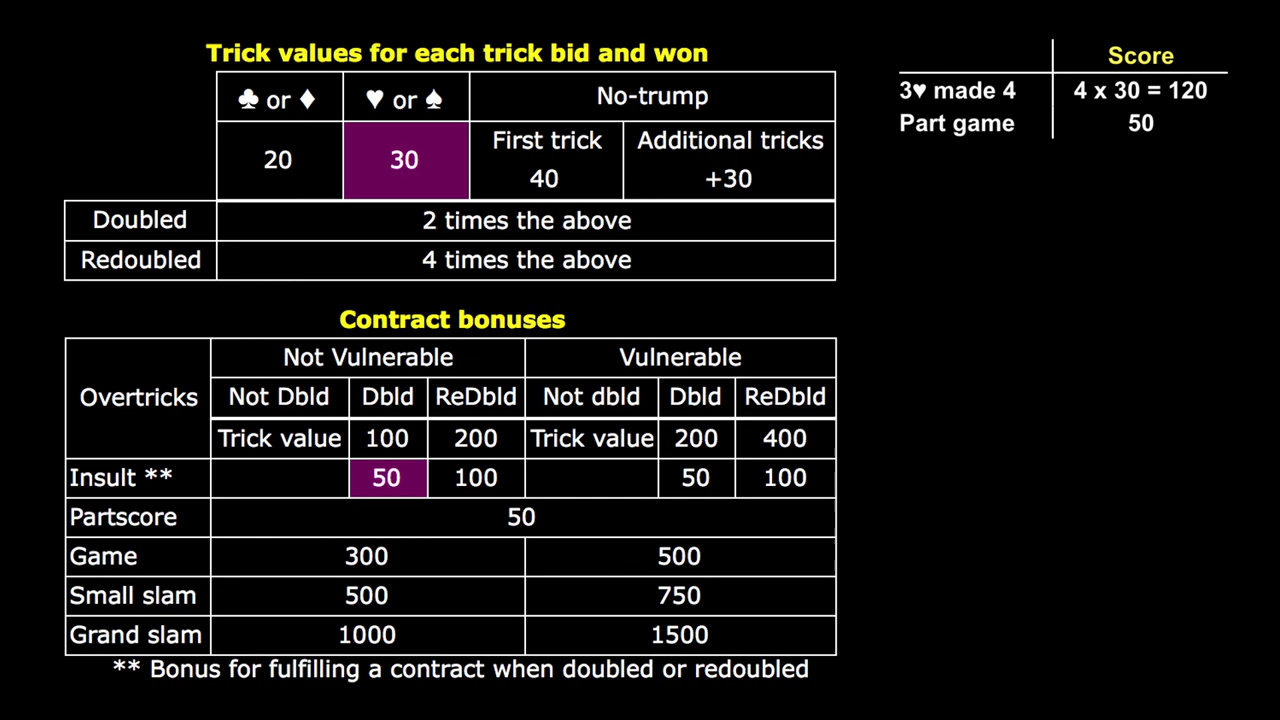 Trick values for each trick bid and won
♣ or ♦ ♥ or ♠ No-trump
20 30 First trick 40 Additional tricks +30
Doubled 2 times the above
Redoubled 4 times the above
Contract bonuses
Overtricks Not Vulnerable Vulnerable
Not Dbld Dbld ReDbld Not dbld Dbld ReDbld
Trick value 100 200 Trick value 200 400
Insult ** 50 100 50 100
Partscore 50
Game 300 500
Small slam 500 750
Grand slam 1000 1500
** Bonus for fulfilling a contract when doubled or redoubled
Score
3♥ made 4 4 x 30 = 120
Part game 50